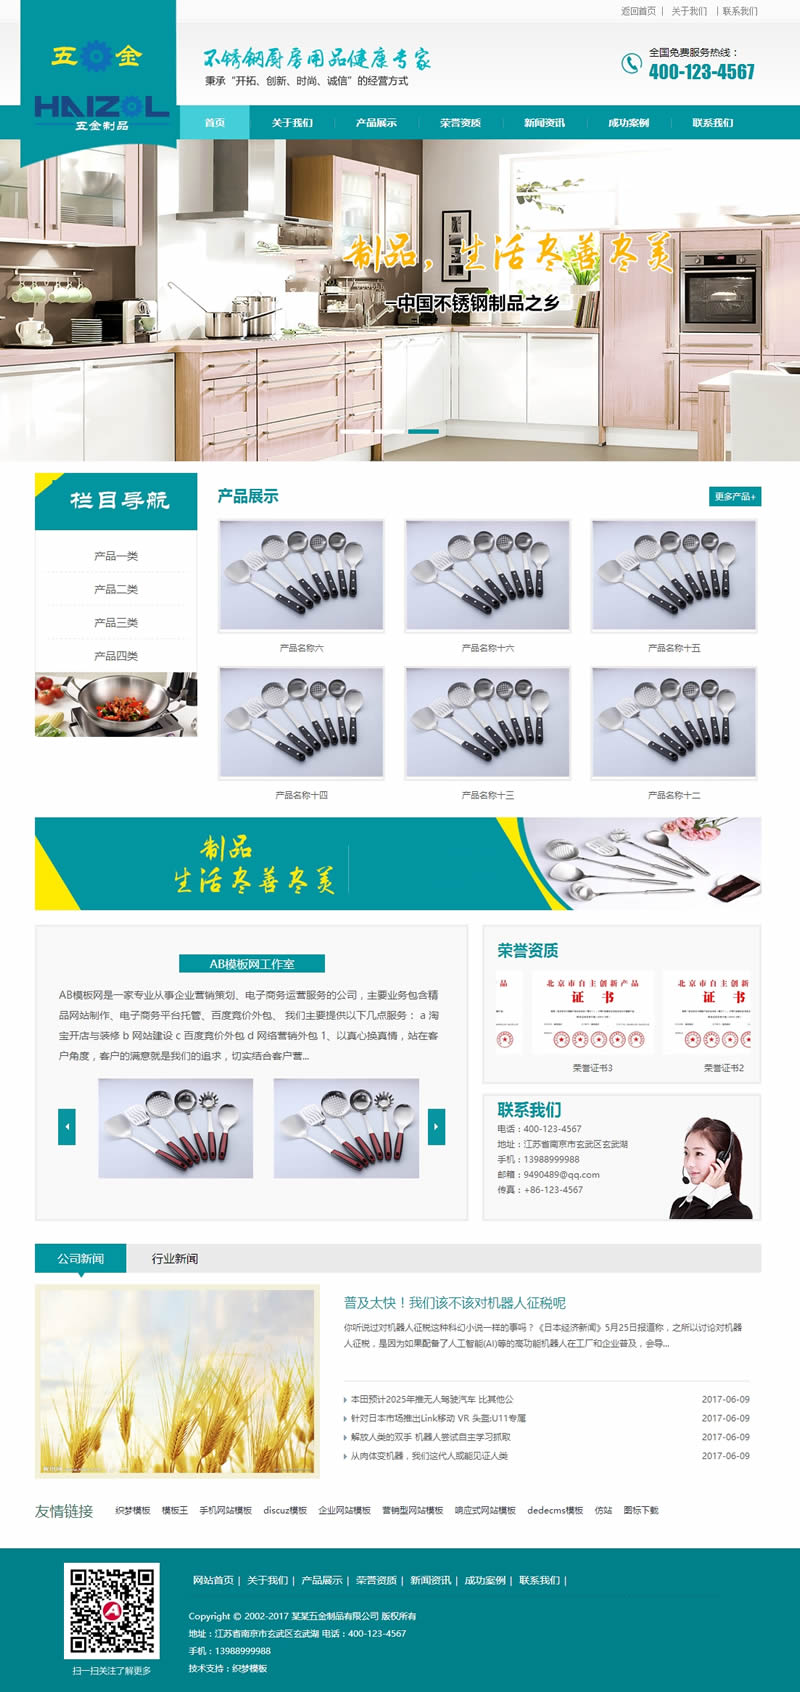 返回首页 | 关于我们 | 联系我们
五金
HAIZOL
五金制品
不锈钢厨房用品健康专家
秉承“开拓、创新、时尚、诚信”的经营方式
全国免费服务热线：
400-123-4567
首页 关于我们 产品展示 荣誉资质 新闻资讯 成功案例 联系我们
制品，生活尽善尽美
—中国不锈钢制品之乡
栏目导航
产品一类
产品二类
产品三类
产品四类
产品展示
更多产品+
产品名称六 产品名称十六 产品名称十五
产品名称十四 产品名称十三 产品名称十二
制品
生活尽善尽美
AB模板网工作室
AB模板网是一家专业从事企业营销策划、电子商务运营服务的公司，主要业务包含精
品网站制作、电子商务平台托管、百度竞价外包、 我们主要提供以下几点服务： a 淘
宝开店与装修 b 网站建设 c 百度竞价外包 d 网络营销外包 1、以真心换真情，站在客
户角度，客户的满意就是我们的追求，切实结合客户营...
荣誉资质
品
北京市自主创新产品
证书
北京市自主创新
证书
荣誉证书3 荣誉证书2
联系我们
电话：400-123-4567
地址：江苏省南京市玄武区玄武湖
手机：13988999988
邮箱：9490489@qq.com
传真：+86-123-4567
公司新闻 行业新闻
普及太快！我们该不该对机器人征税呢
你听说过对机器人征税这种科幻小说一样的事吗？《日本经济新闻》5月25日报道称，之所以讨论对机器
人征税，是因为如果配备了人工智能(AI)等的高功能机器人在工厂和企业普及，会导...
本田预计2025年推无人驾驶汽车 比其他公 2017-06-09
针对日本市场推出Link移动 VR 头盔:U11专属 2017-06-09
解放人类的双手 机器人尝试自主学习抓取 2017-06-09
从肉体变机器，我们这代人或能见证人类 2017-06-09
友情链接 织梦模板 模板王 手机网站模板 discuz模板 企业网站模板 营销型网站模板 响应式网站模板 dedecms模板 仿站 图标下载
网站首页 | 关于我们 | 产品展示 | 荣誉资质 | 新闻资讯 | 成功案例 | 联系我们 |
Copyright © 2002-2017 某某五金制品有限公司 版权所有
地址：江苏省南京市玄武区玄武湖 电话：400-123-4567
手机：13988999988
技术支持：织梦模板
扫一扫关注了解更多